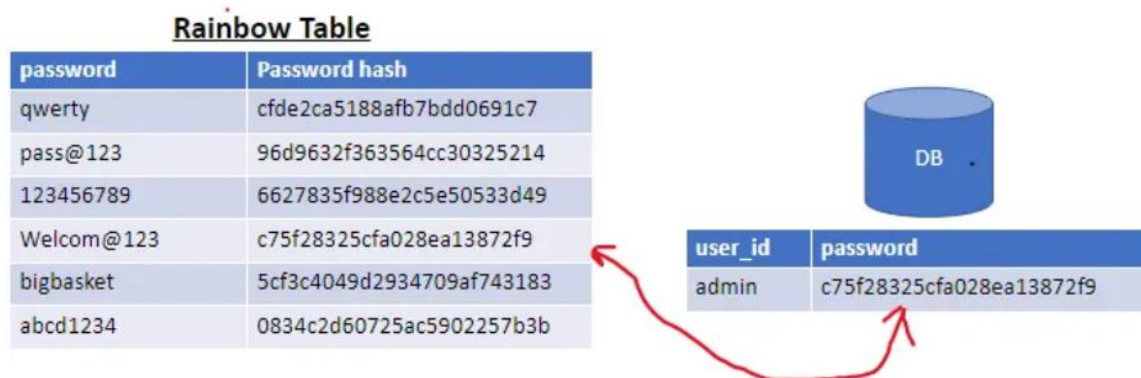 Rainbow Table
password Password hash
qwerty cfde2ca5188afb7bdd0691c7
pass@123 96d9632f363564cc30325214
123456789 6627835f988e2c5e50533d49
Welcom@123 c75f28325cfa028ea13872f9
bigbasket 5cf3c4049d2934709af743183
abcd1234 0834c2d60725ac5902257b3b
DB
user_id password
admin c75f28325cfa028ea13872f9